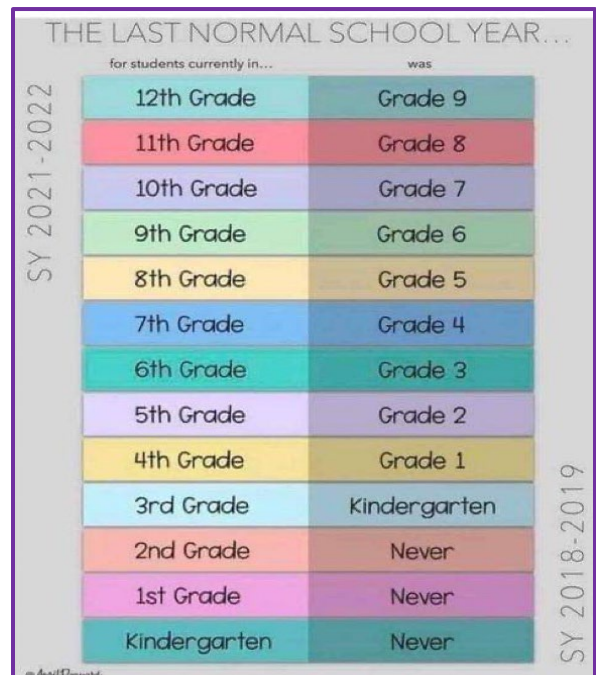 THE LAST NORMAL SCHOOL YEAR...
for students currently in... was
SY 2021-2022
12th Grade Grade 9
11th Grade Grade 8
10th Grade Grade 7
9th Grade Grade 6
8th Grade Grade 5
7th Grade Grade 4
6th Grade Grade 3
5th Grade Grade 2
4th Grade Grade 1
3rd Grade Kindergarten
2nd Grade Never
1st Grade Never
Kindergarten Never
SY 2018-2019